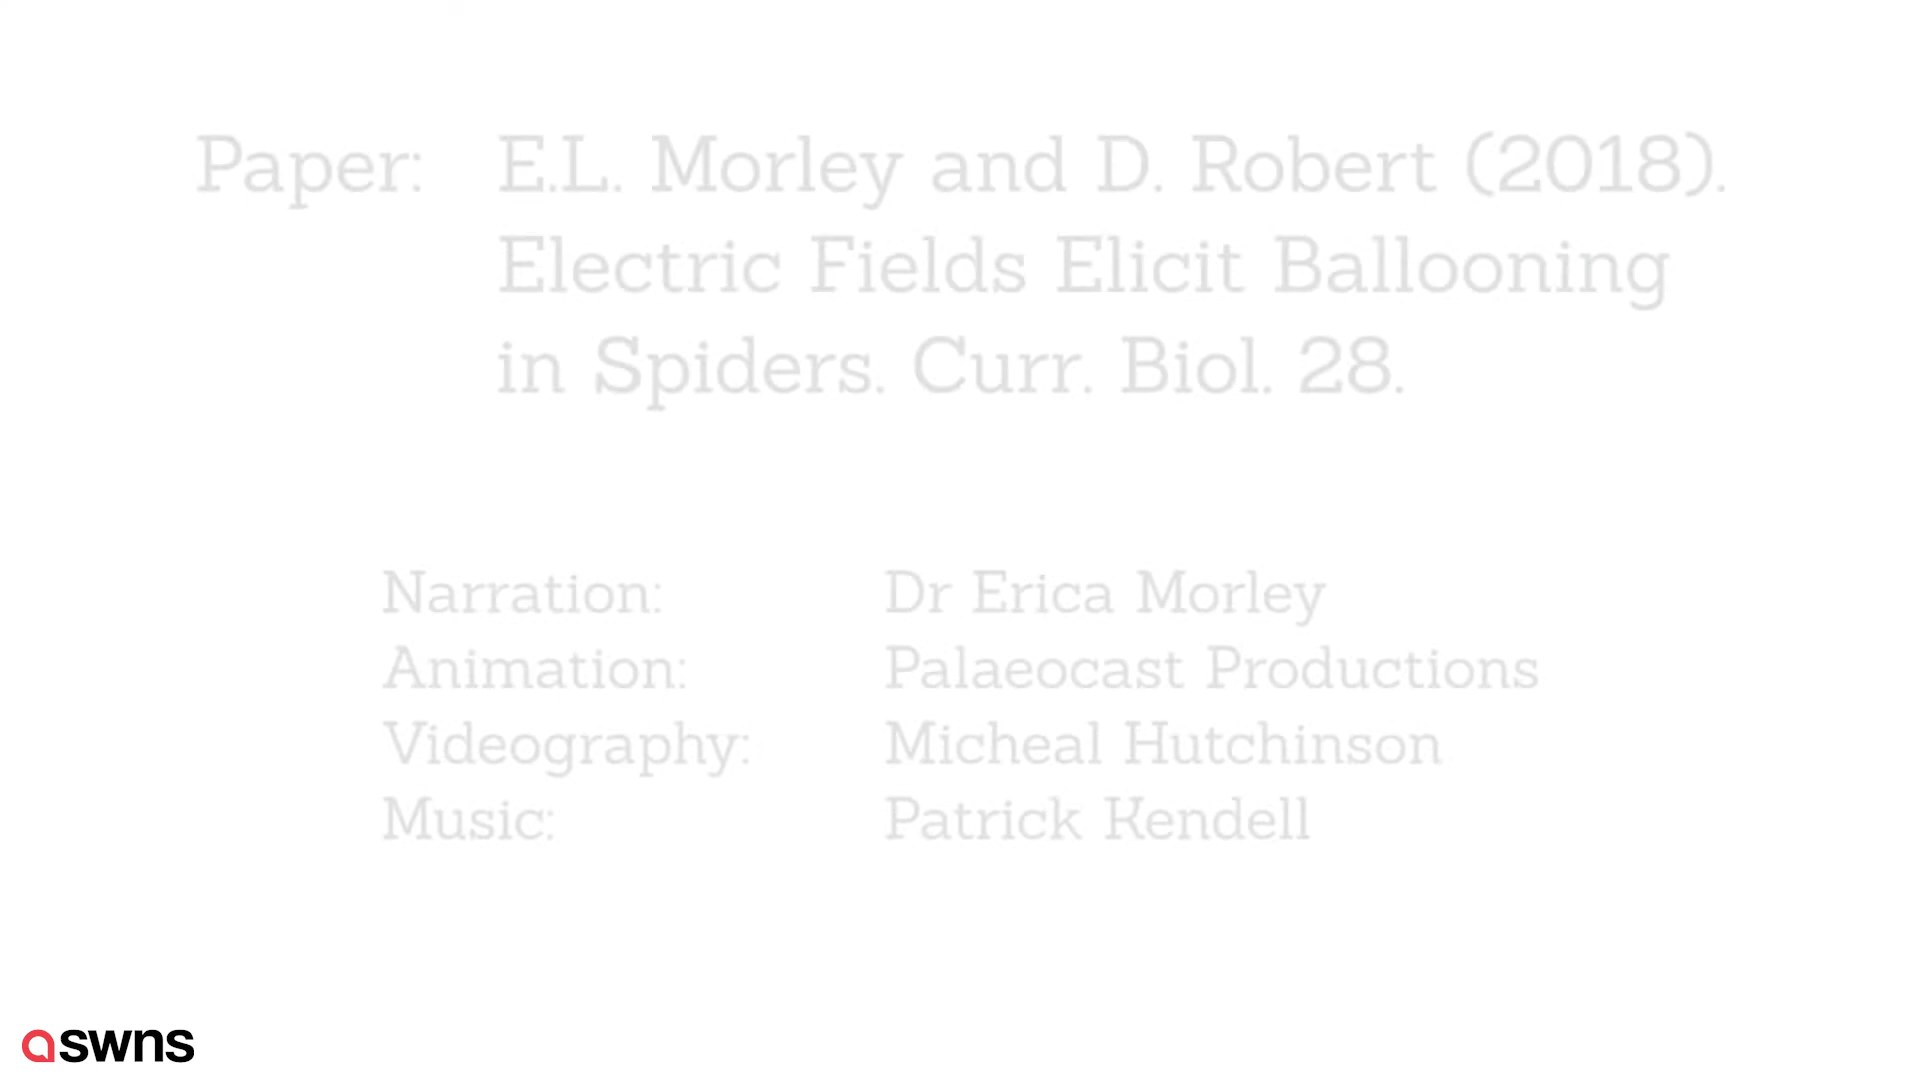 Paper: E.L. Morley and D. Robert (2018).
Electric Fields Elicit Ballooning
in Spiders. Curr. Biol. 28.
Narration: Dr Erica Morley
Animation: Palaeocast Productions
Videography: Micheal Hutchinson
Music: Patrick Kendell
swns